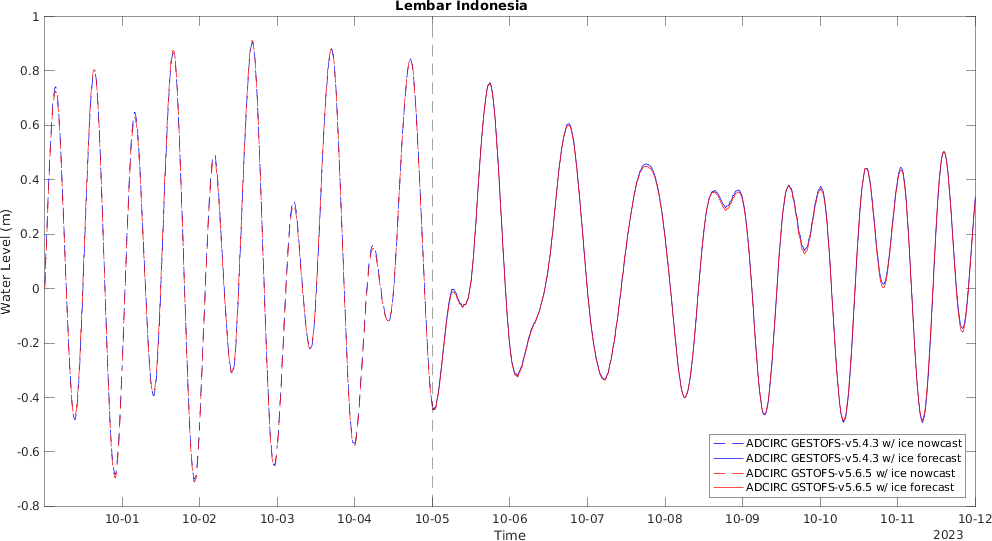 Lembar Indonesia
Water Level (m)
1
0.8
0.6
0.4
0.2
0
-0.2
-0.4
-0.6
-0.8
10-01 10-02 10-03 10-04 10-05 10-06 10-07 10-08 10-09 10-10 10-11 10-12
Time
2023
ADCIRC GESTOFS-v5.4.3 w/ ice nowcast
ADCIRC GESTOFS-v5.4.3 w/ ice forecast
ADCIRC GSTOFS-v5.6.5 w/ ice nowcast
ADCIRC GSTOFS-v5.6.5 w/ ice forecast